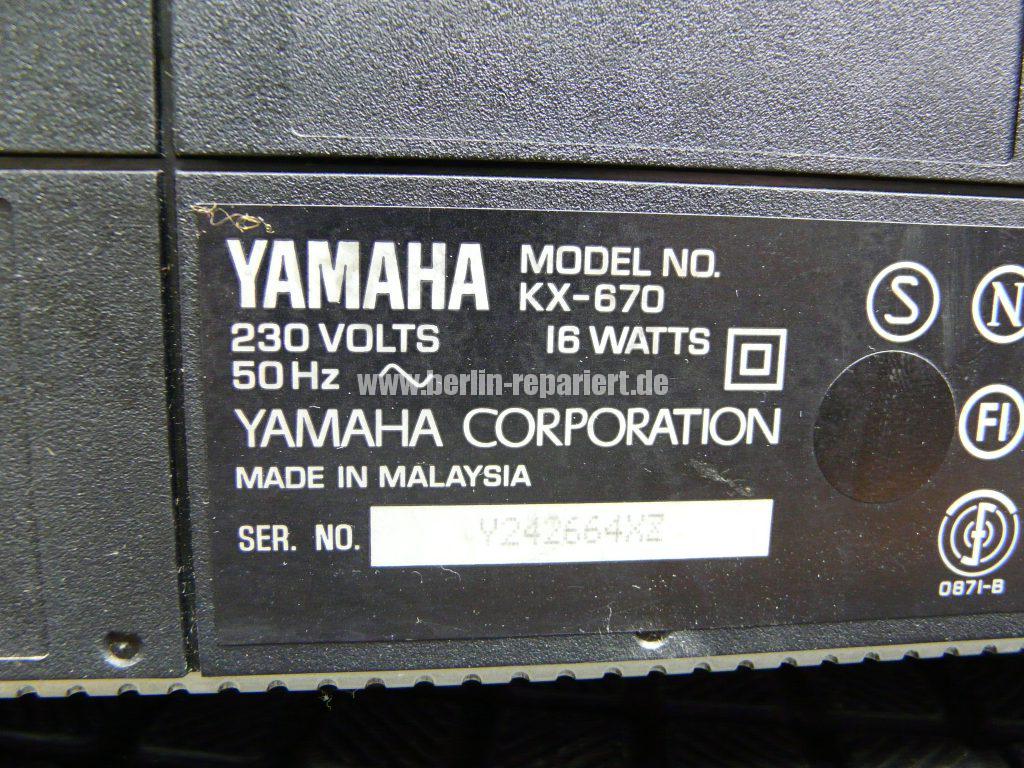 YAMAHA
MODEL NO.
KX-670
230 VOLTS
16 WATTS
50 Hz
www.berlin-repariert.de
YAMAHA CORPORATION
MADE IN MALAYSIA
SER. NO. Y242664XZ
S
N
FI
0871-B